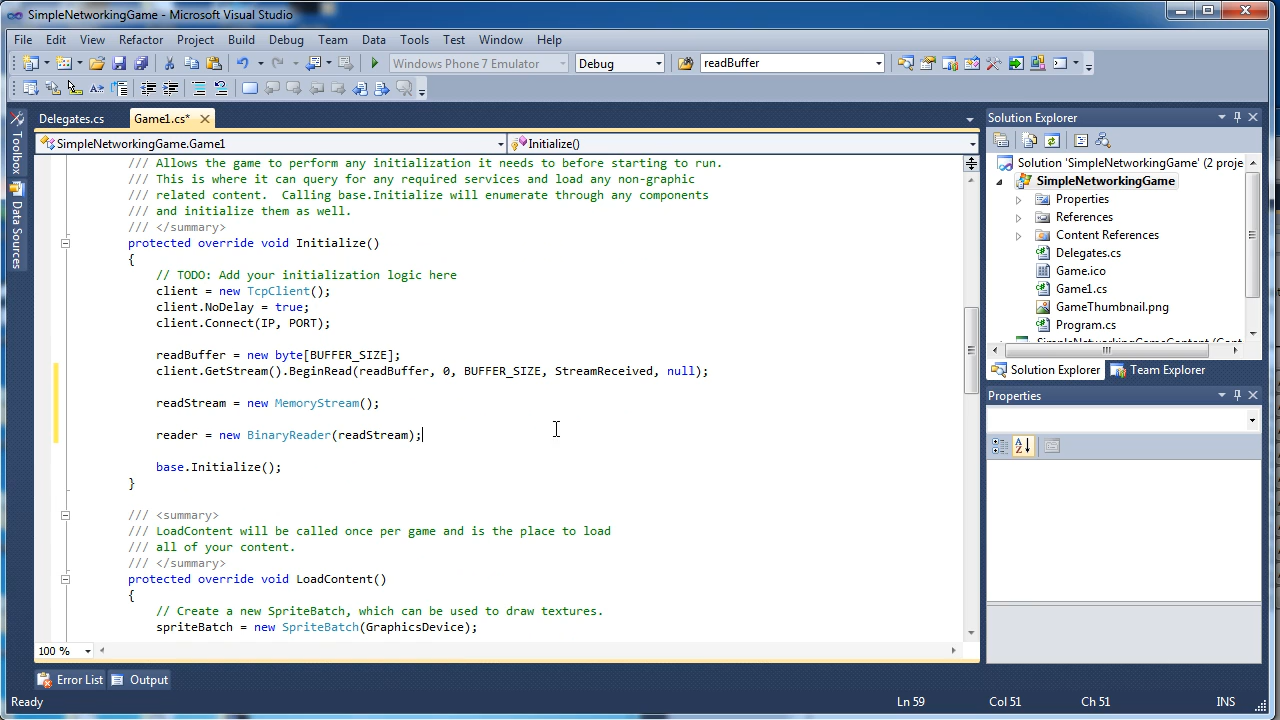 SimpleNetworkingGame - Microsoft Visual Studio
File Edit View Refactor Project Build Debug Team Data Tools Test Window Help
Windows Phone 7 Emulator Debug readBuffer
Delegates.cs Game1.cs*
SimpleNetworkingGame.Game1 Initialize()
Toolbox
Data Sources
/// Allows the game to perform any initialization it needs to before starting to run.
/// This is where it can query for any required services and load any non-graphic
/// related content.  Calling base.Initialize will enumerate through any components
/// and initialize them as well.
/// </summary>
protected override void Initialize()
{
// TODO: Add your initialization logic here
client = new TcpClient();
client.NoDelay = true;
client.Connect(IP, PORT);
readBuffer = new byte[BUFFER_SIZE];
client.GetStream().BeginRead(readBuffer, 0, BUFFER_SIZE, StreamReceived, null);
readStream = new MemoryStream();
reader = new BinaryReader(readStream);
base.Initialize();
}
/// <summary>
/// LoadContent will be called once per game and is the place to load
/// all of your content.
/// </summary>
protected override void LoadContent()
{
// Create a new SpriteBatch, which can be used to draw textures.
spriteBatch = new SpriteBatch(GraphicsDevice);
100 %
Solution Explorer
Solution 'SimpleNetworkingGame' (2 proje
SimpleNetworkingGame
Properties
References
Content References
Delegates.cs
Game.ico
Game1.cs
GameThumbnail.png
Program.cs
Solution Explorer Team Explorer
Properties
Error List Output
Ready Ln 59 Col 51 Ch 51 INS